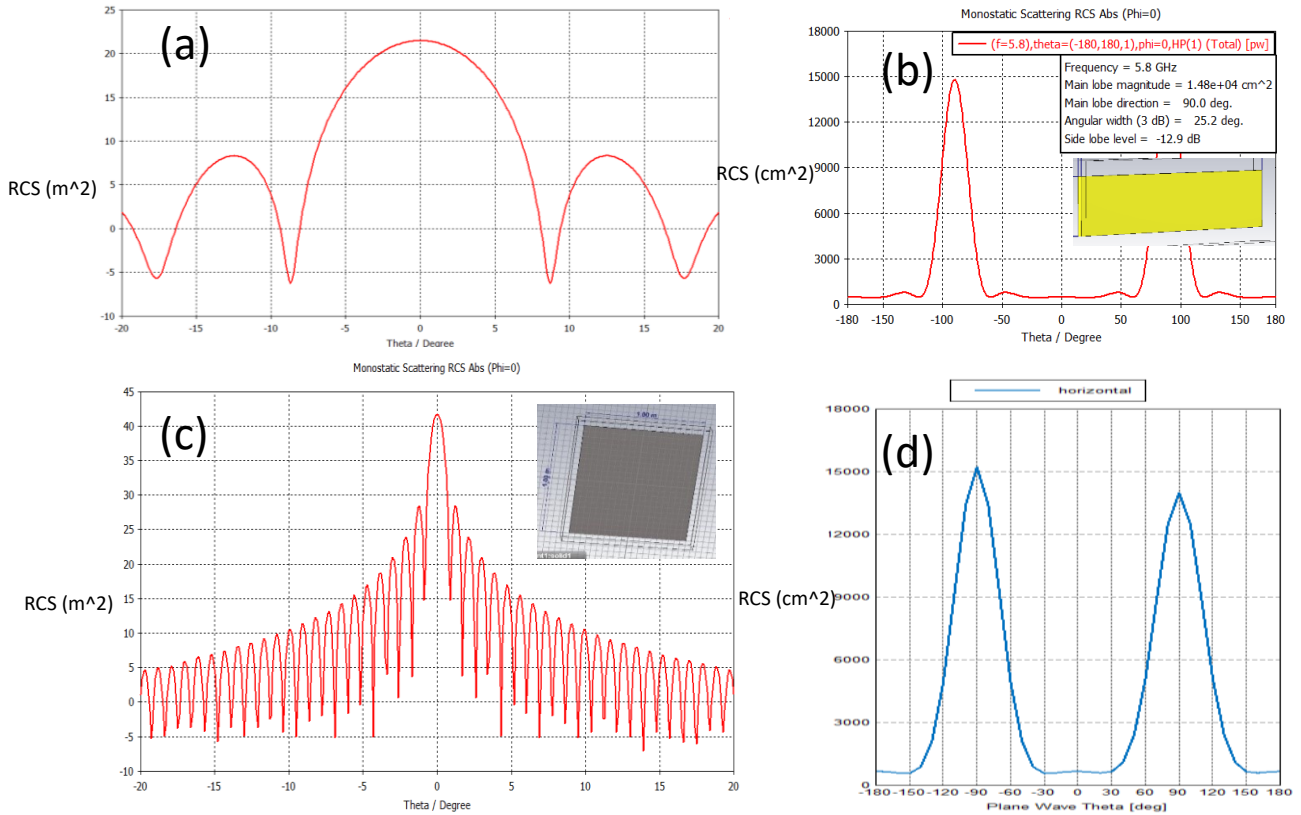 (a)
25
20
15
10
5
0
-5
-10
RCS (m^2)
-20 -15 -10 -5 0 5 10 15 20
Theta / Degree
Monostatic Scattering RCS Abs (Phi=0)
(b)
18000
15000
12000
9000
6000
3000
0
RCS (cm^2)
(f=5.8),theta=(-180,180,1),phi=0,HP(1) (Total) [pw]
Frequency = 5.8 GHz
Main lobe magnitude = 1.48e+04 cm^2
Main lobe direction = 90.0 deg.
Angular width (3 dB) = 25.2 deg.
Side lobe level = -12.9 dB
-180 -150 -100 -50 0 50 100 150 180
Theta / Degree
Monostatic Scattering RCS Abs (Phi=0)
(c)
45
40
35
30
25
20
15
10
5
0
-5
-10
RCS (m^2)
1.00 m
-20 -15 -10 -5 0 5 10 15 20
Theta / Degree
horizontal
(d)
18000
15000
12000
9000
6000
3000
0
RCS (cm^2)
-180 -150 -120 -90 -60 -30 0 30 60 90 120 150 180
Plane Wave Theta [deg]